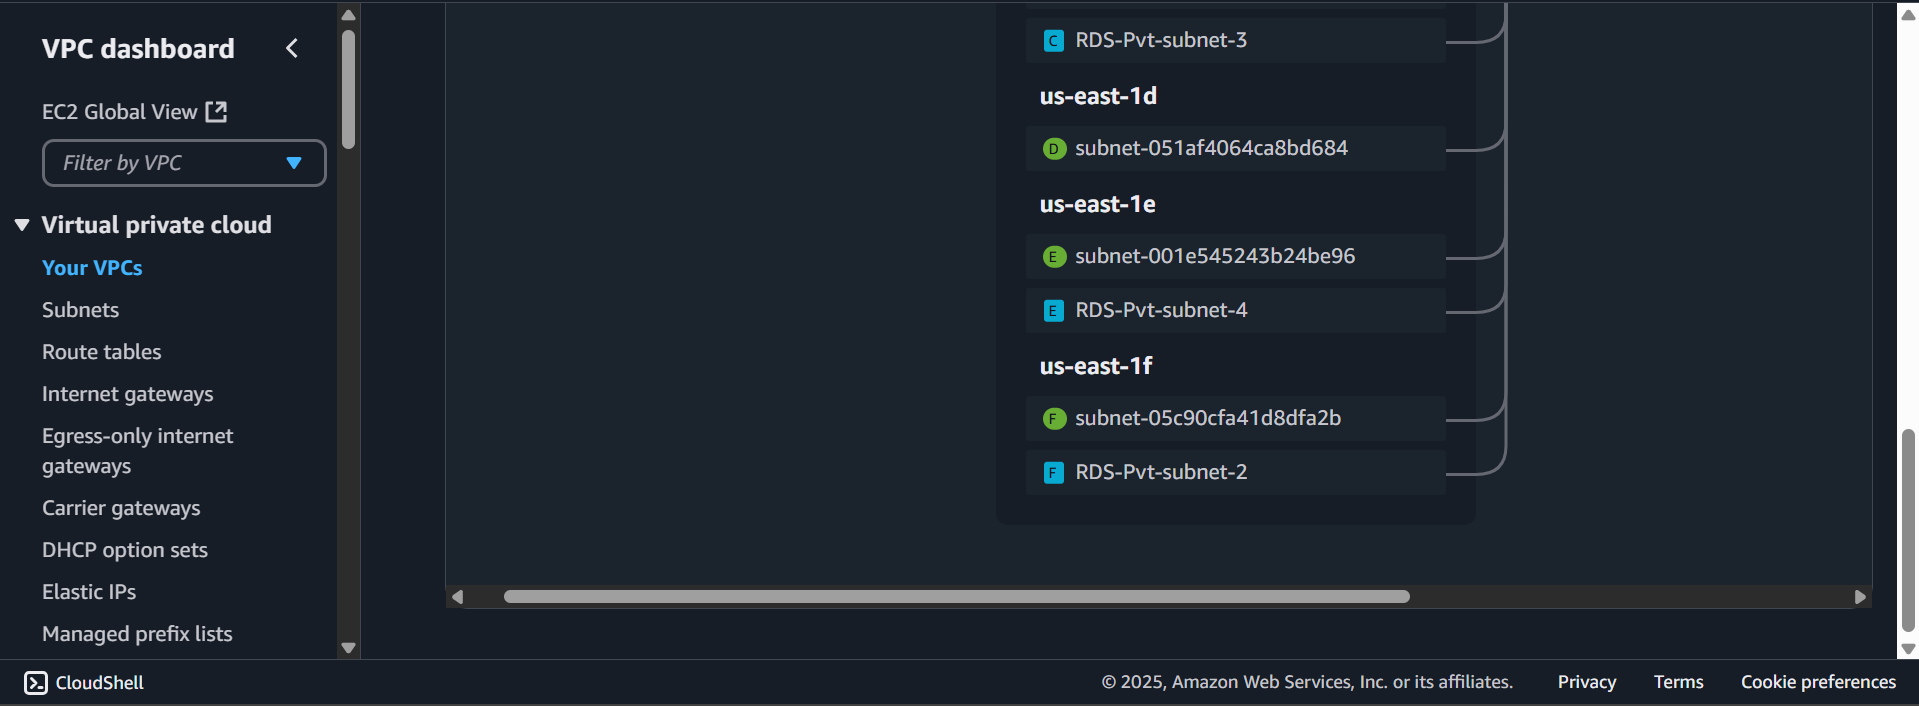 VPC dashboard
EC2 Global View
Filter by VPC
Virtual private cloud
Your VPCs
Subnets
Route tables
Internet gateways
Egress-only internet
gateways
Carrier gateways
DHCP option sets
Elastic IPs
Managed prefix lists
C RDS-Pvt-subnet-3
us-east-1d
D subnet-051af4064ca8bd684
us-east-1e
E subnet-001e545243b24be96
E RDS-Pvt-subnet-4
us-east-1f
F subnet-05c90cfa41d8dfa2b
F RDS-Pvt-subnet-2
CloudShell
© 2025, Amazon Web Services, Inc. or its affiliates. Privacy Terms Cookie preferences